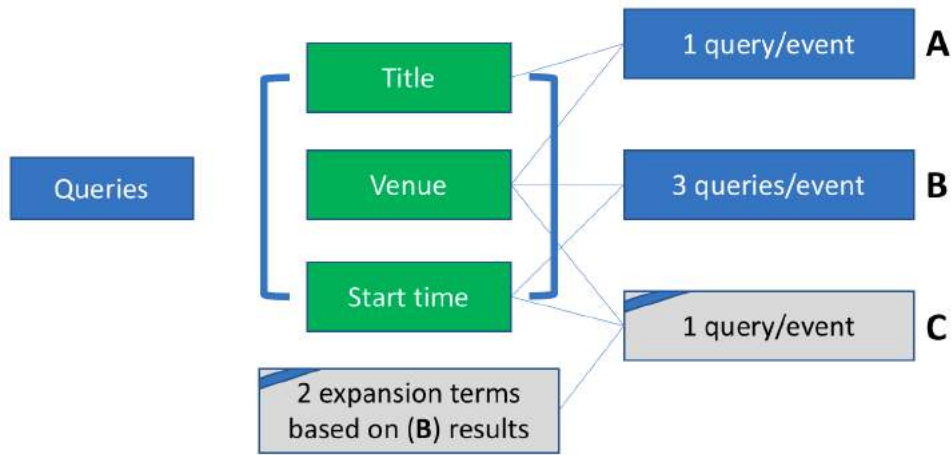 Queries
Title
Venue
Start time
2 expansion terms
based on (B) results
1 query/event
A
3 queries/event
B
1 query/event
C